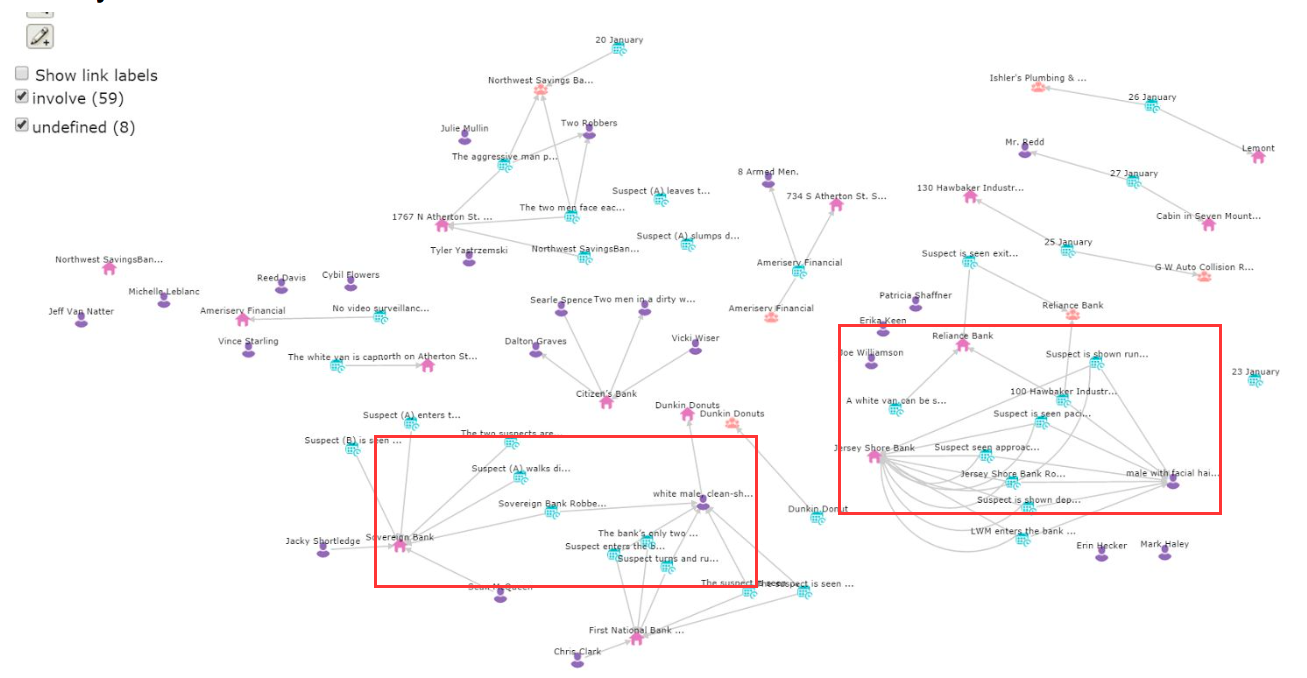 20 January
Northwest Savings Ba...
Ishler's Plumbing & ...
Show link labels
involve (59)
26 January
undefined (8)
Julie Mullin
Two Robbers
Mr. Redd
Lemont
The aggressive man p...
8 Armed Men.
27 January
Suspect (A) leaves t...
734 S Atherton St. S...
130 Hawbaker Industr...
1767 N Atherton St. ...
The two men face eac...
Cabin in Seven Mount...
Suspect (A) slumps d...
25 January
Tyler Yastrzemski
Northwest SavingsBan...
Suspect is seen exit...
Northwest SavingsBan...
Amerisery Financial
G W Auto Collision R...
Reed Davis
Cybil Flowers
Michelle Leblanc
Searle Spence
Two men in a dirty w...
Patricia Shaffner
Jeff Van Natter
Amerisery Financial
No video surveillanc...
Amerisery Financial
Reliance Bank
Erika Keen
Vince Starling
Dalton Graves
Vicki Wiser
Reliance Bank
The white van is cap
north on Atherton St...
Joe Williamson
Suspect is shown run...
23 January
Citizen's Bank
100 Hawbaker Industr...
A white van can be s...
Dunkin Donuts
Dunkin Donuts
Suspect is seen paci...
Suspect (A) enters t...
The two suspects are...
Suspect (B) is seen ...
Jersey Shore Bank
Suspect seen approac...
Suspect (A) walks di...
Jersey Shore Bank Ro...
male with facial hai...
white male, clean-sh...
Sovereign Bank Robbe...
Suspect is shown dep...
Dunkin Donut
Jacky Shortledge
Sovereign Bank
The bank's only two ...
LWM enters the bank ...
Suspect enters the b...
Erin Hecker
Mark Haley
Suspect turns and ru...
Sean McQueen
The suspect
The suspect is seen ...
First National Bank ...
Chris Clark